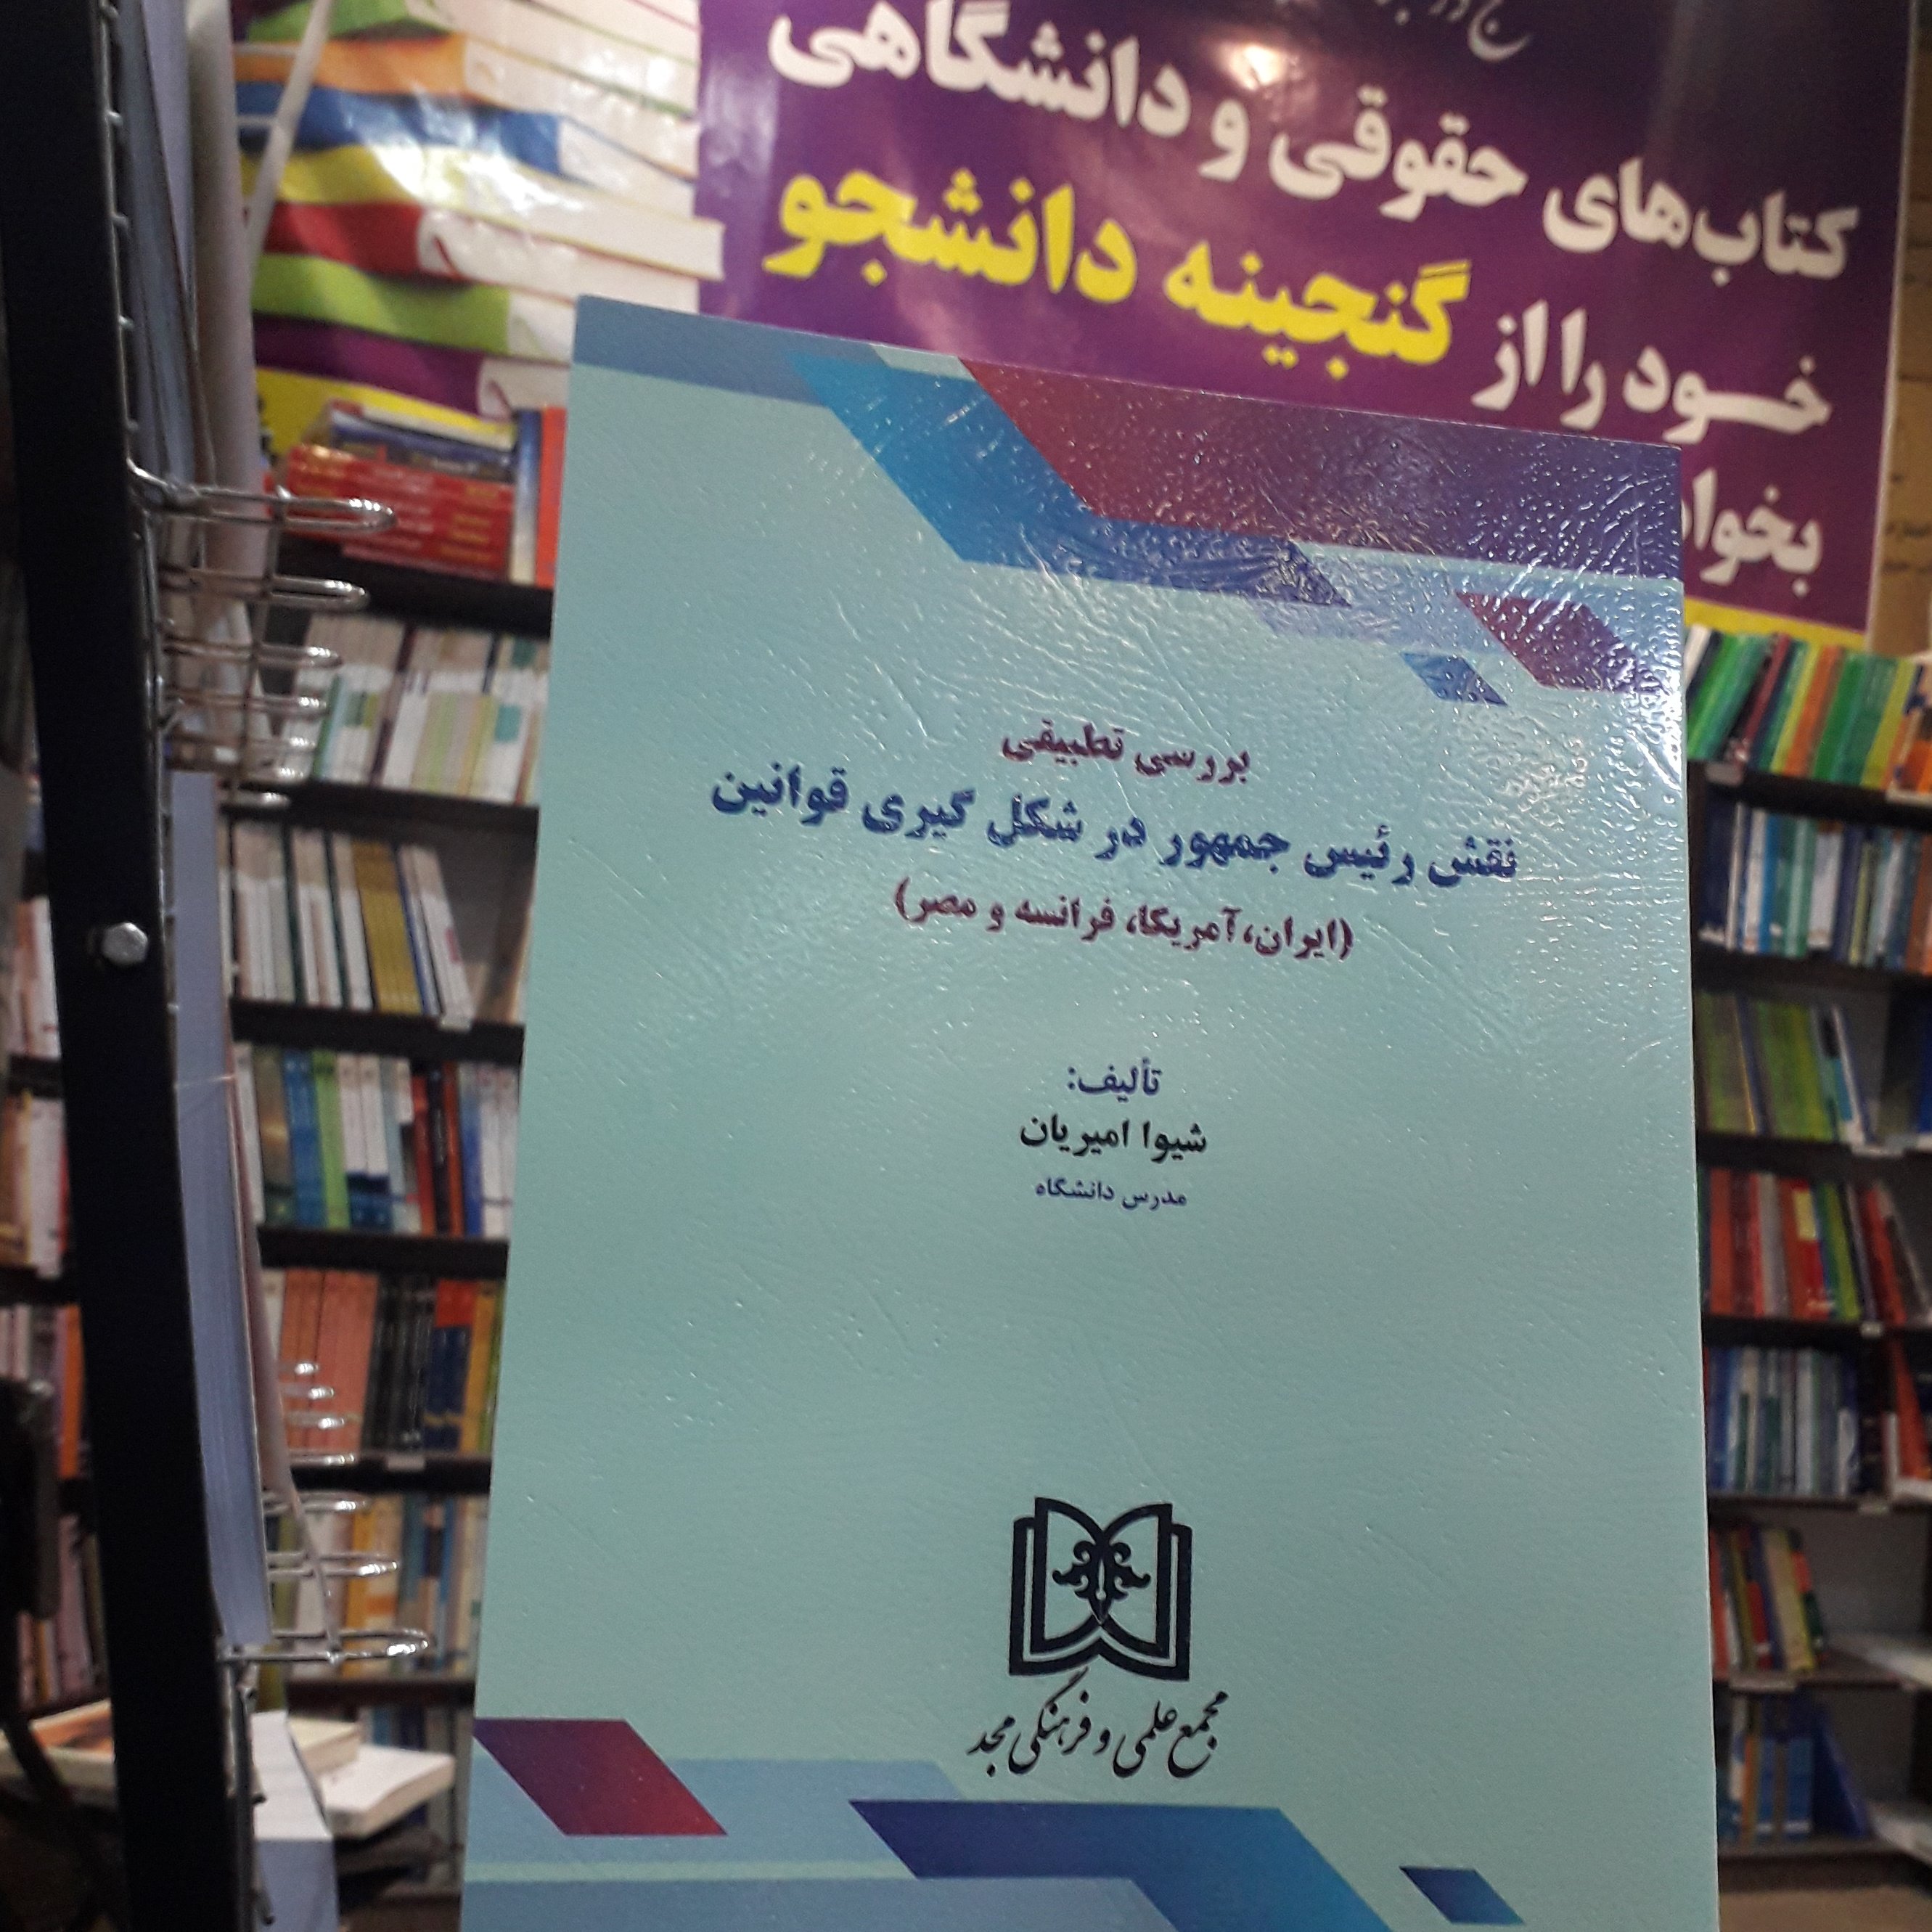 کتاب‌های حقوقی و دانشگاهی
خود را از گنجینه دانشجو
بررسی تطبیقی
نقش رئیس جمهور در شکل گیری قوانین
(ایران، آمریکا، فرانسه و مصر)
تألیف:
شیوا امیریان
مدرس دانشگاه
مجمع علمی و فرهنگی مجد